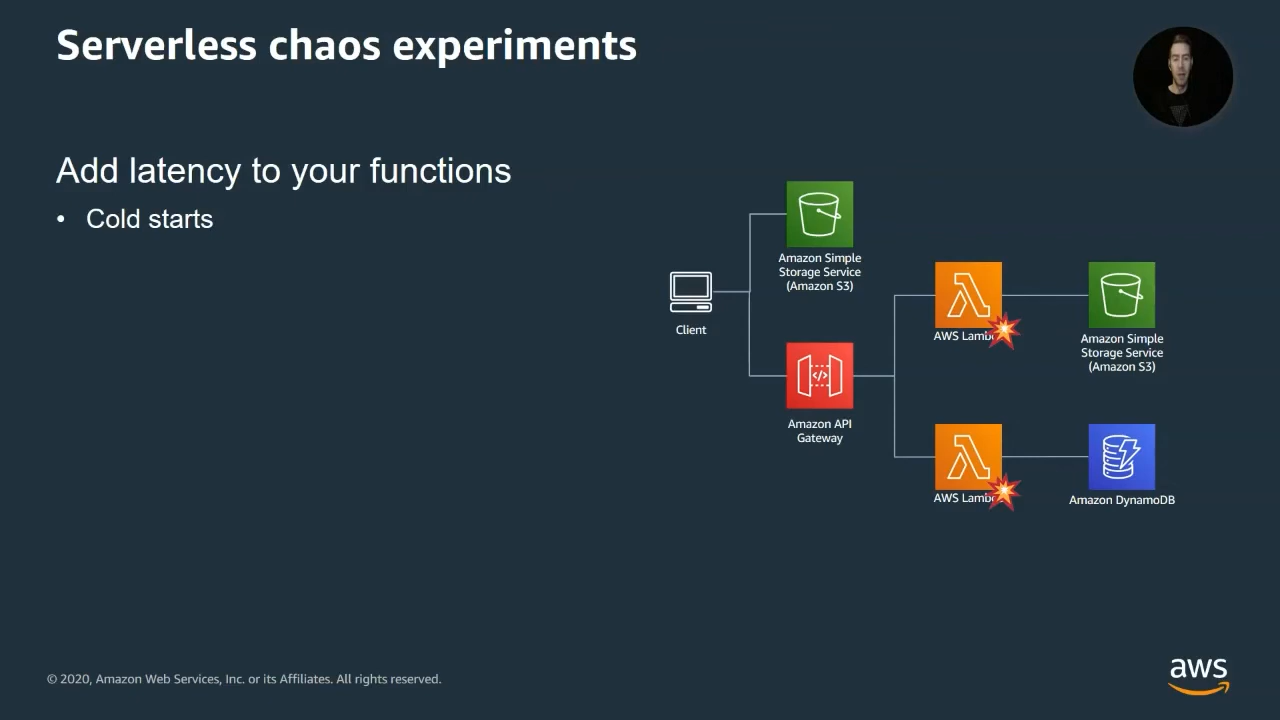 Serverless chaos experiments
Add latency to your functions
• Cold starts
Amazon Simple
Storage Service
(Amazon S3)
Client
AWS
Amazon Simple
Storage Service
(Amazon S3)
Amazon API
Gateway
AWS
Amazon DynamoDB
© 2020, Amazon Web Services, Inc. or its Affiliates. All rights reserved.
aws